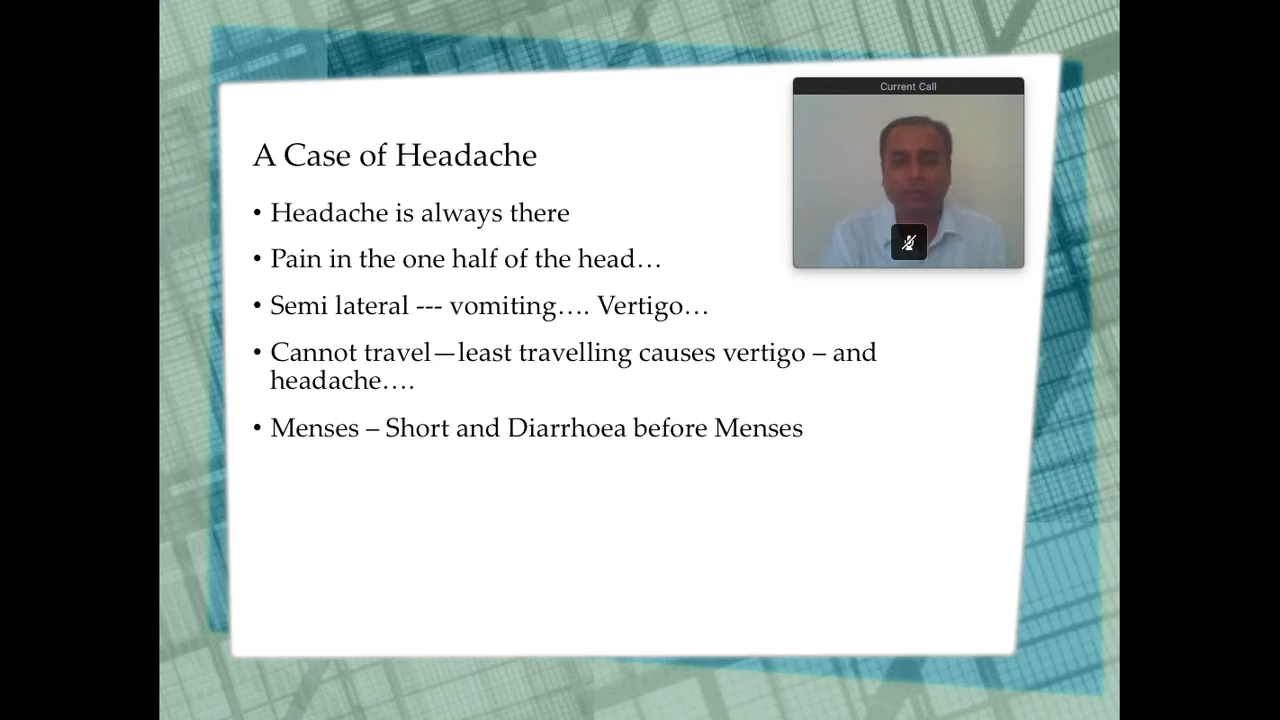 Current Call
A Case of Headache
• Headache is always there
• Pain in the one half of the head…
• Semi lateral --- vomiting…. Vertigo…
• Cannot travel—least travelling causes vertigo – and
headache….
• Menses – Short and Diarrhoea before Menses